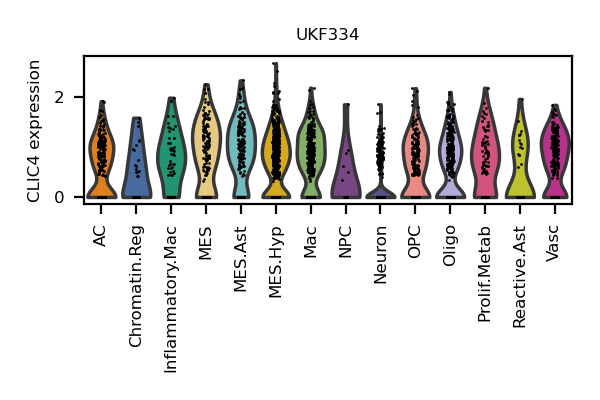 UKF334
CLIC4 expression
2
0
AC
Chromatin.Reg
Inflammatory.Mac
MES
MES.Ast
MES.Hyp
Mac
NPC
Neuron
OPC
Oligo
Prolif.Metab
Reactive.Ast
Vasc